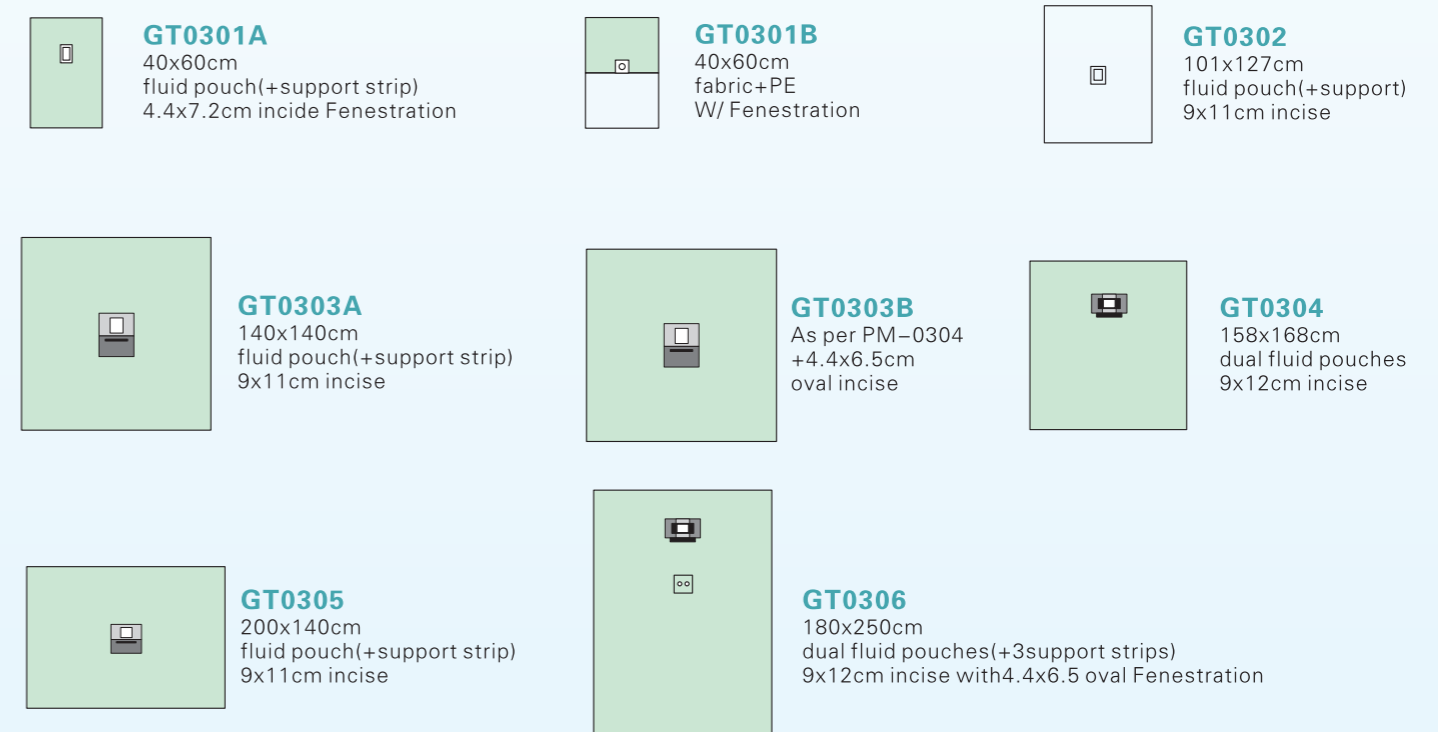 GT0301A
40x60cm
fluid pouch(+support strip)
4.4x7.2cm incide Fenestration
GT0301B
40x60cm
fabric+PE
W/ Fenestration
GT0302
101x127cm
fluid pouch(+support)
9x11cm incise
GT0303A
140x140cm
fluid pouch(+support strip)
9x11cm incise
GT0303B
As per PM–0304
+4.4x6.5cm
oval incise
GT0304
158x168cm
dual fluid pouches
9x12cm incise
GT0305
200x140cm
fluid pouch(+support strip)
9x11cm incise
GT0306
180x250cm
dual fluid pouches(+3support strips)
9x12cm incise with4.4x6.5 oval Fenestration